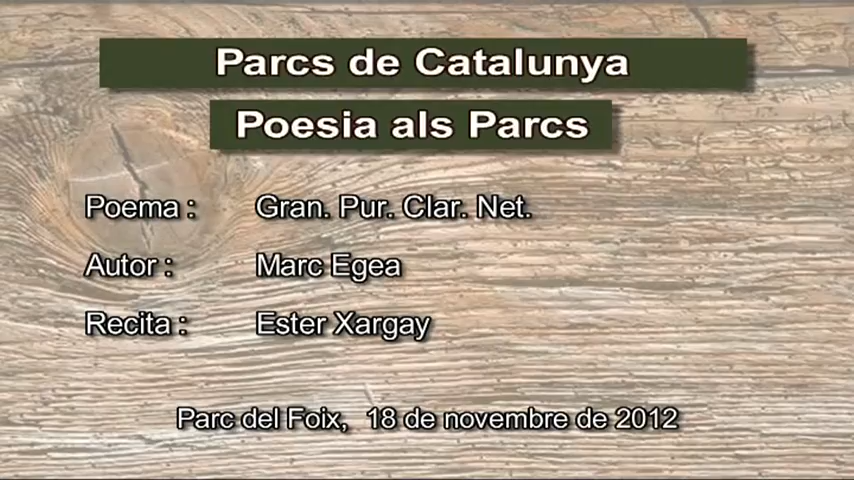 Parcs de Catalunya
Poesia als Parcs
Poema : Gran. Pur. Clar. Net.
Autor : Marc Egea
Recita : Ester Xargay
Parc del Foix, 18 de novembre de 2012